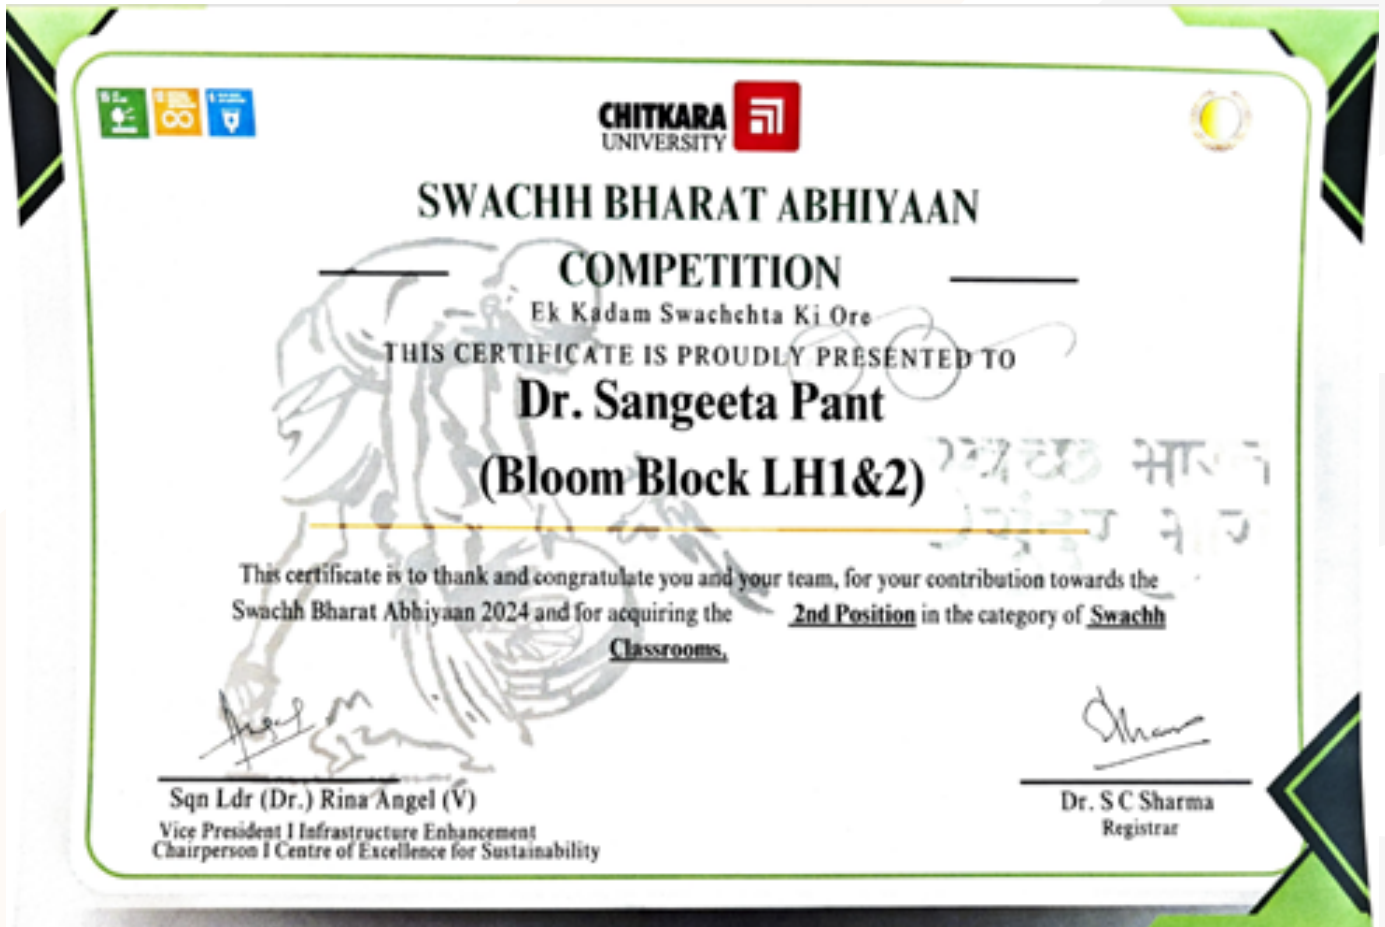 CHITKARA
UNIVERSITY
SWACHH BHARAT ABHIYAAN
COMPETITION
Ek Kadam Swachchta Ki Ore
THIS CERTIFICATE IS PROUDLY PRESENTED TO
Dr. Sangeeta Pant
(Bloom Block LH1&2)
स्वच्छ भारत
This certificate is to thank and congratulate you and your team, for your contribution towards the
Swachh Bharat Abhiyaan 2024 and for acquiring the 2nd Position in the category of Swachh
Classrooms.
Sqn Ldr (Dr.) Rina Angel (V)
Vice President I Infrastructure Enhancement
Chairperson I Centre of Excellence for Sustainability
Dr. S C Sharma
Registrar